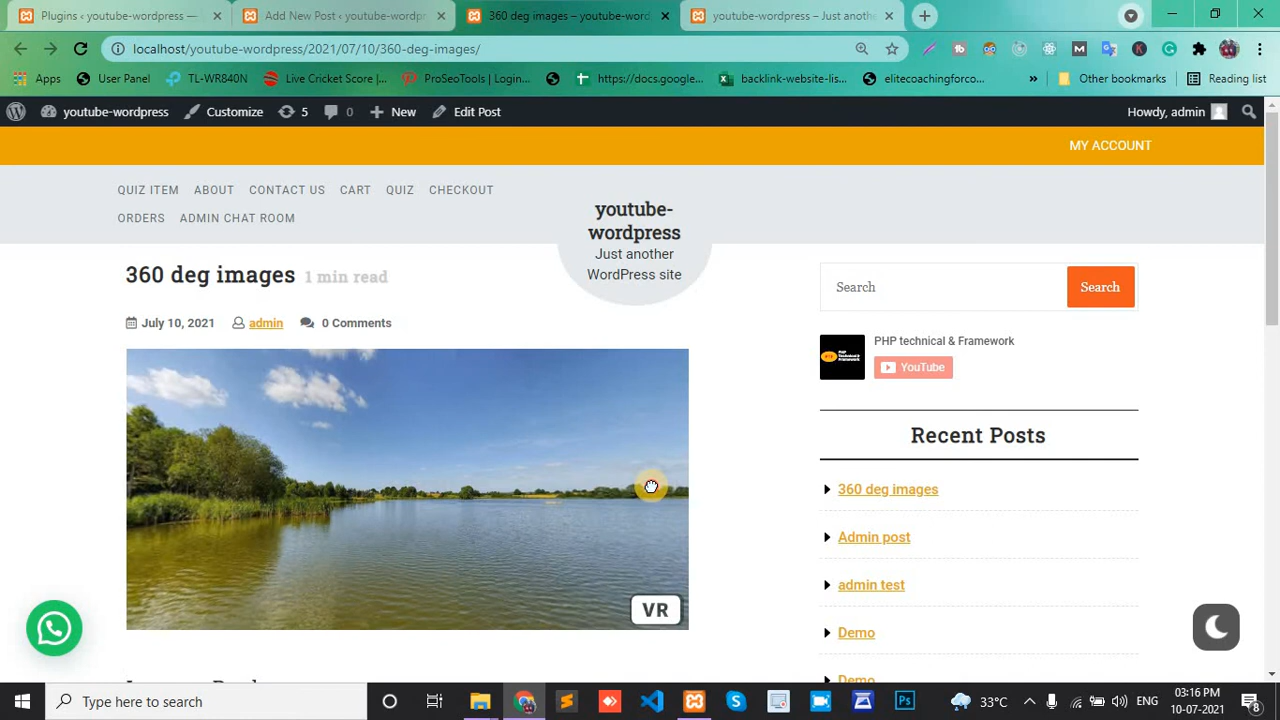 Plugins ‹ youtube-wordpress —
Add New Post ‹ youtube-wordpr
360 deg images – youtube-word
youtube-wordpress – Just anoth
localhost/youtube-wordpress/2021/07/10/360-deg-images/
Apps
User Panel
TL-WR840N
Live Cricket Score |...
ProSeoTools | Login...
https://docs.google...
backlink-website-lis...
elitecoachingforco...
»
Other bookmarks
Reading list
youtube-wordpress
Customize
5
0
New
Edit Post
Howdy, admin
MY ACCOUNT
QUIZ ITEM ABOUT CONTACT US CART QUIZ CHECKOUT
ORDERS ADMIN CHAT ROOM
youtube-
wordpress
Just another
WordPress site
360 deg images 1 min read
July 10, 2021 admin 0 Comments
VR
Search
Search
PHP technical & Framework
YouTube
Recent Posts
360 deg images
Admin post
admin test
Demo
Demo
Type here to search
33°C
ENG
03:16 PM
10-07-2021
8